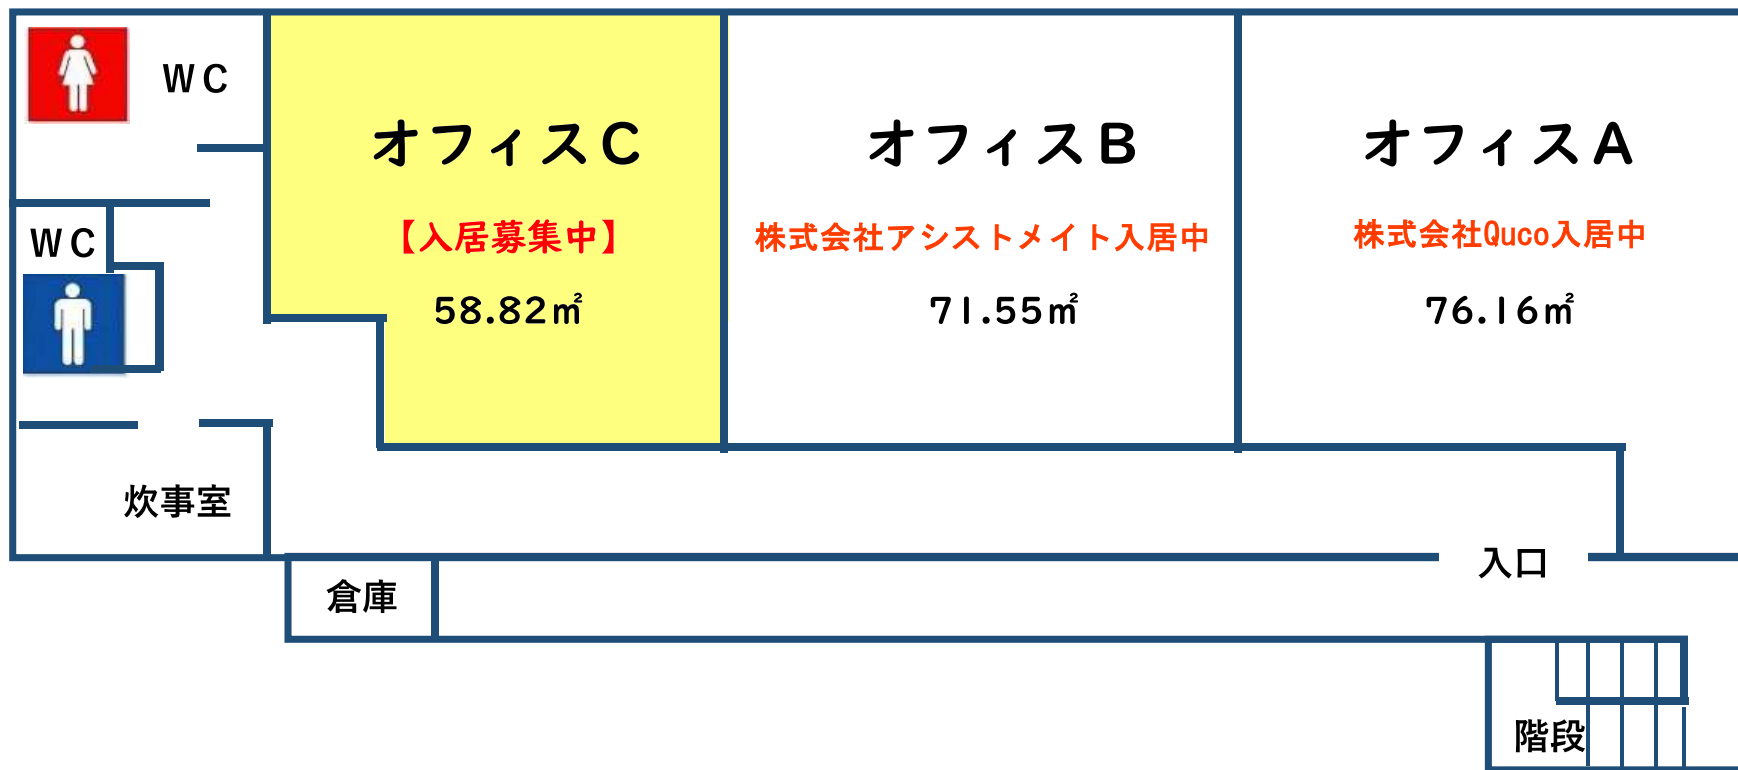 WC
オフィスC
オフィスB
オフィスA
【入居募集中】
株式会社アシストメイト入居中
株式会社Quco入居中
WC
58.82㎡
71.55㎡
76.16㎡
炊事室
入口
倉庫
階段